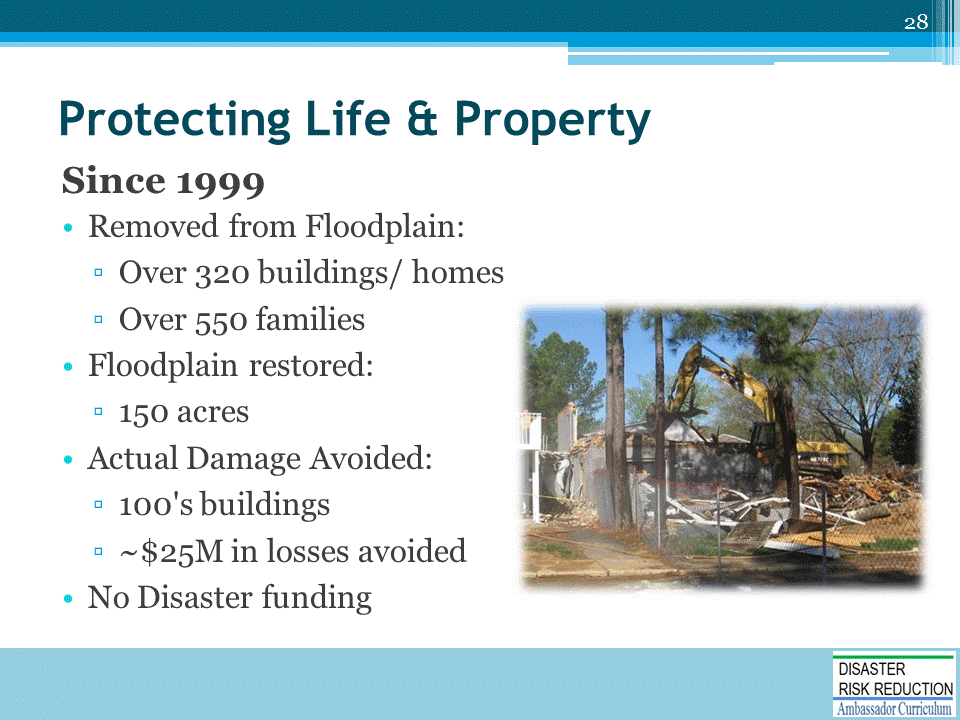 28
Protecting Life & Property
Since 1999
• Removed from Floodplain:
▫ Over 320 buildings/ homes
▫ Over 550 families
• Floodplain restored:
▫ 150 acres
• Actual Damage Avoided:
▫ 100's buildings
▫ ~$25M in losses avoided
• No Disaster funding
DISASTER
RISK REDUCTION
Ambassador Curriculum